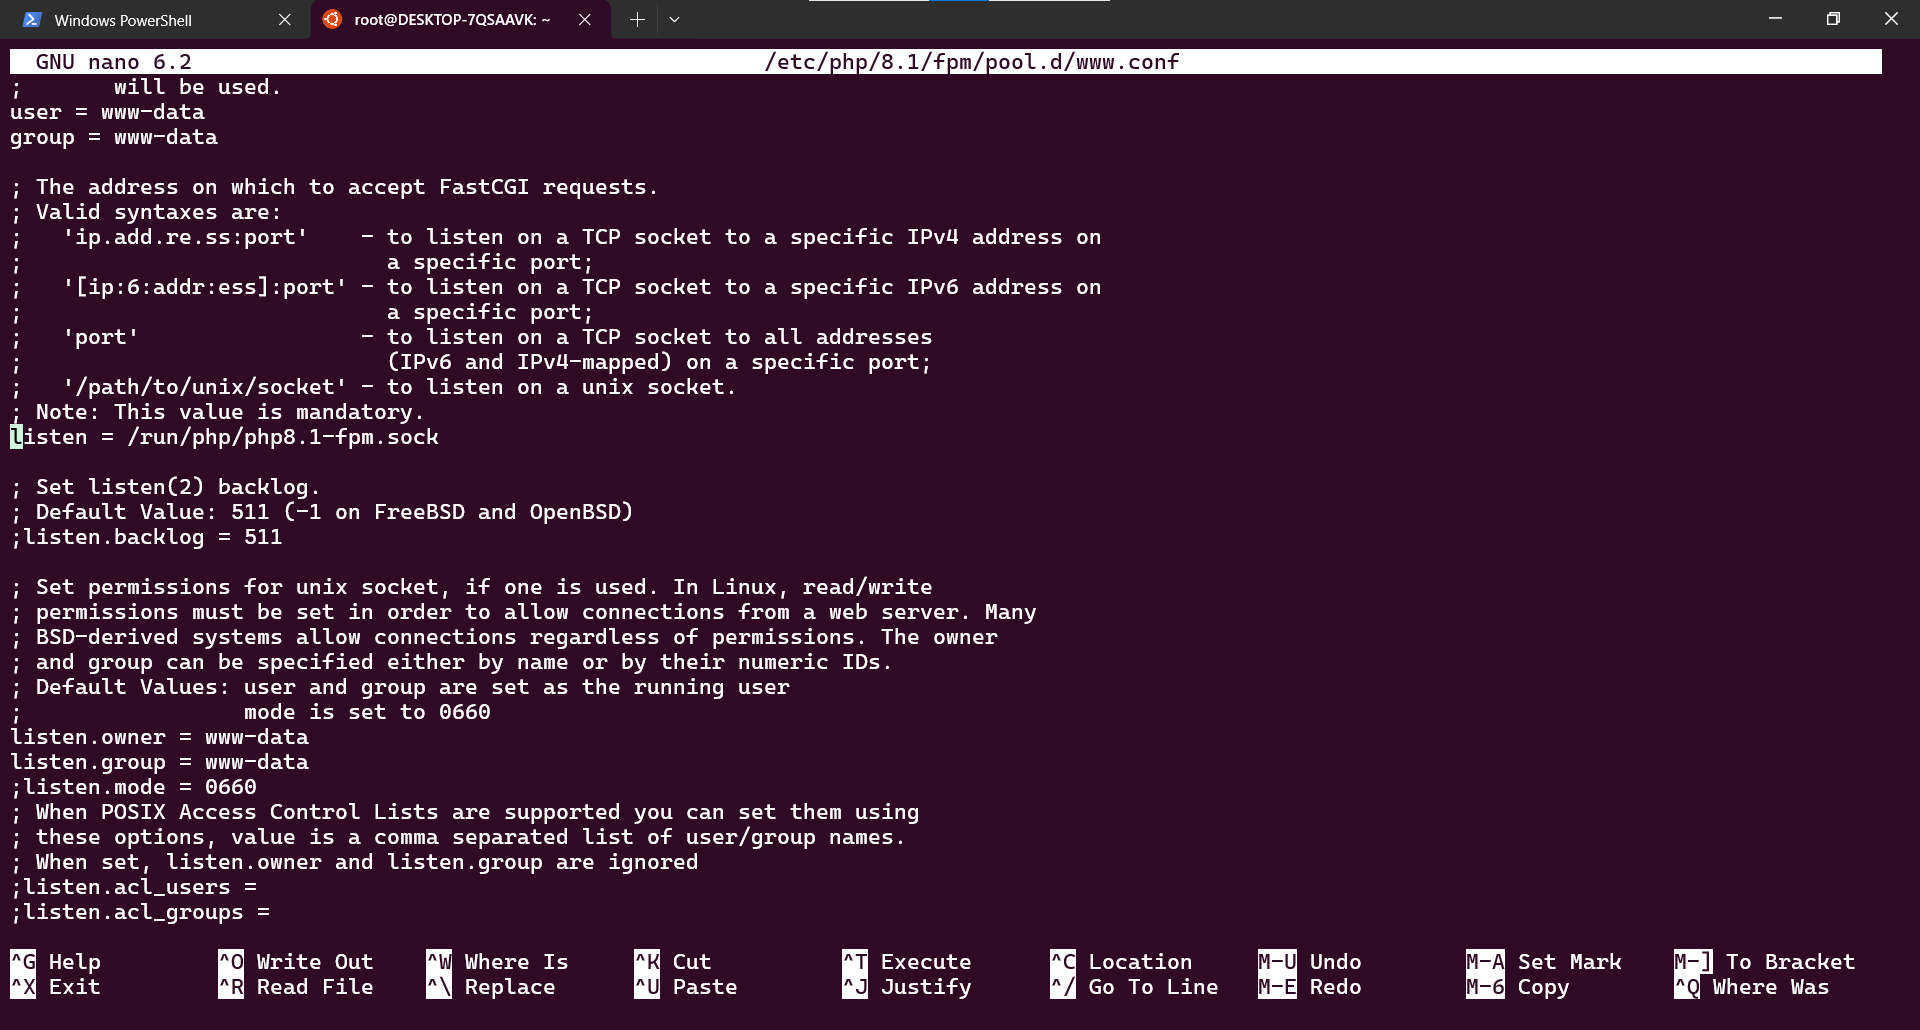 Windows PowerShell
root@DESKTOP-7QSAAVK: ~
GNU nano 6.2 /etc/php/8.1/fpm/pool.d/www.conf
;       will be used.
user = www-data
group = www-data
; The address on which to accept FastCGI requests.
; Valid syntaxes are:
;   'ip.add.re.ss:port'    - to listen on a TCP socket to a specific IPv4 address on
;                            a specific port;
;   '[ip:6:addr:ess]:port' - to listen on a TCP socket to a specific IPv6 address on
;                            a specific port;
;   'port'                 - to listen on a TCP socket to all addresses
;                            (IPv6 and IPv4-mapped) on a specific port;
;   '/path/to/unix/socket' - to listen on a unix socket.
; Note: This value is mandatory.
listen = /run/php/php8.1-fpm.sock
; Set listen(2) backlog.
; Default Value: 511 (-1 on FreeBSD and OpenBSD)
;listen.backlog = 511
; Set permissions for unix socket, if one is used. In Linux, read/write
; permissions must be set in order to allow connections from a web server. Many
; BSD-derived systems allow connections regardless of permissions. The owner
; and group can be specified either by name or by their numeric IDs.
; Default Values: user and group are set as the running user
;                 mode is set to 0660
listen.owner = www-data
listen.group = www-data
;listen.mode = 0660
; When POSIX Access Control Lists are supported you can set them using
; these options, value is a comma separated list of user/group names.
; When set, listen.owner and listen.group are ignored
;listen.acl_users =
;listen.acl_groups =
^G Help ^O Write Out ^W Where Is ^K Cut ^T Execute ^C Location M-U Undo M-A Set Mark M-] To Bracket
^X Exit ^R Read File ^\ Replace ^U Paste ^J Justify ^/ Go To Line M-E Redo M-6 Copy ^Q Where Was